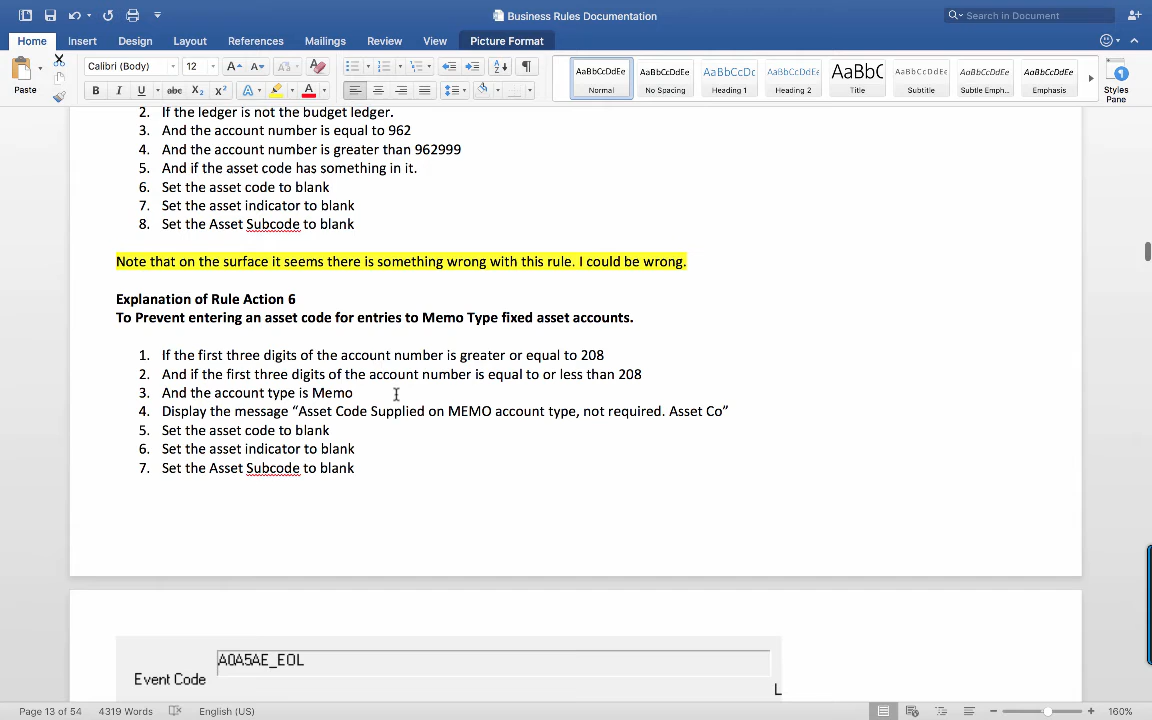 Business Rules Documentation
Search in Document
Home Insert Design Layout References Mailings Review View Picture Format
Paste
Calibri (Body) 12
B I U abc X2 X2 A A
AaBbCcDdEe AaBbCcDdEe AaBbCcDc AaBbCcDdEe AaBbC AaBbCcDdEe AaBbCcDdEe AaBbCcDdEe
Normal No Spacing Heading 1 Heading 2 Title Subtitle Subtle Emph... Emphasis
Styles
Pane
2. If the ledger is not the budget ledger.
3. And the account number is equal to 962
4. And the account number is greater than 962999
5. And if the asset code has something in it.
6. Set the asset code to blank
7. Set the asset indicator to blank
8. Set the Asset Subcode to blank
Note that on the surface it seems there is something wrong with this rule. I could be wrong.
Explanation of Rule Action 6
To Prevent entering an asset code for entries to Memo Type fixed asset accounts.
1. If the first three digits of the account number is greater or equal to 208
2. And if the first three digits of the account number is equal to or less than 208
3. And the account type is Memo
4. Display the message “Asset Code Supplied on MEMO account type, not required. Asset Co”
5. Set the asset code to blank
6. Set the asset indicator to blank
7. Set the Asset Subcode to blank
A0A5AE_EOL
Event Code
L
Page 13 of 54 4319 Words English (US) 160%